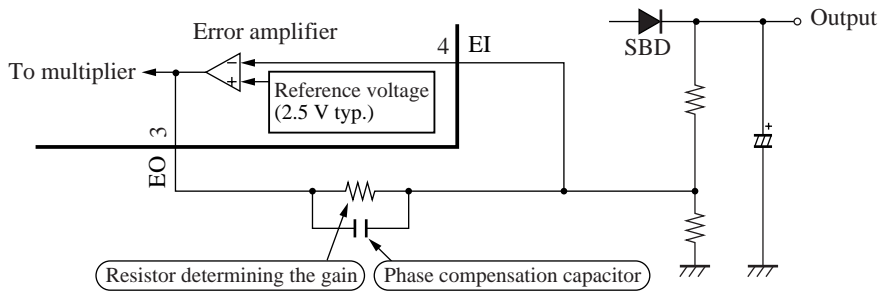 Output
Error amplifier
4
EI
SBD
To multiplier
−
+
Reference voltage
(2.5 V typ.)
3
EO
+
Resistor determining the gain
Phase compensation capacitor